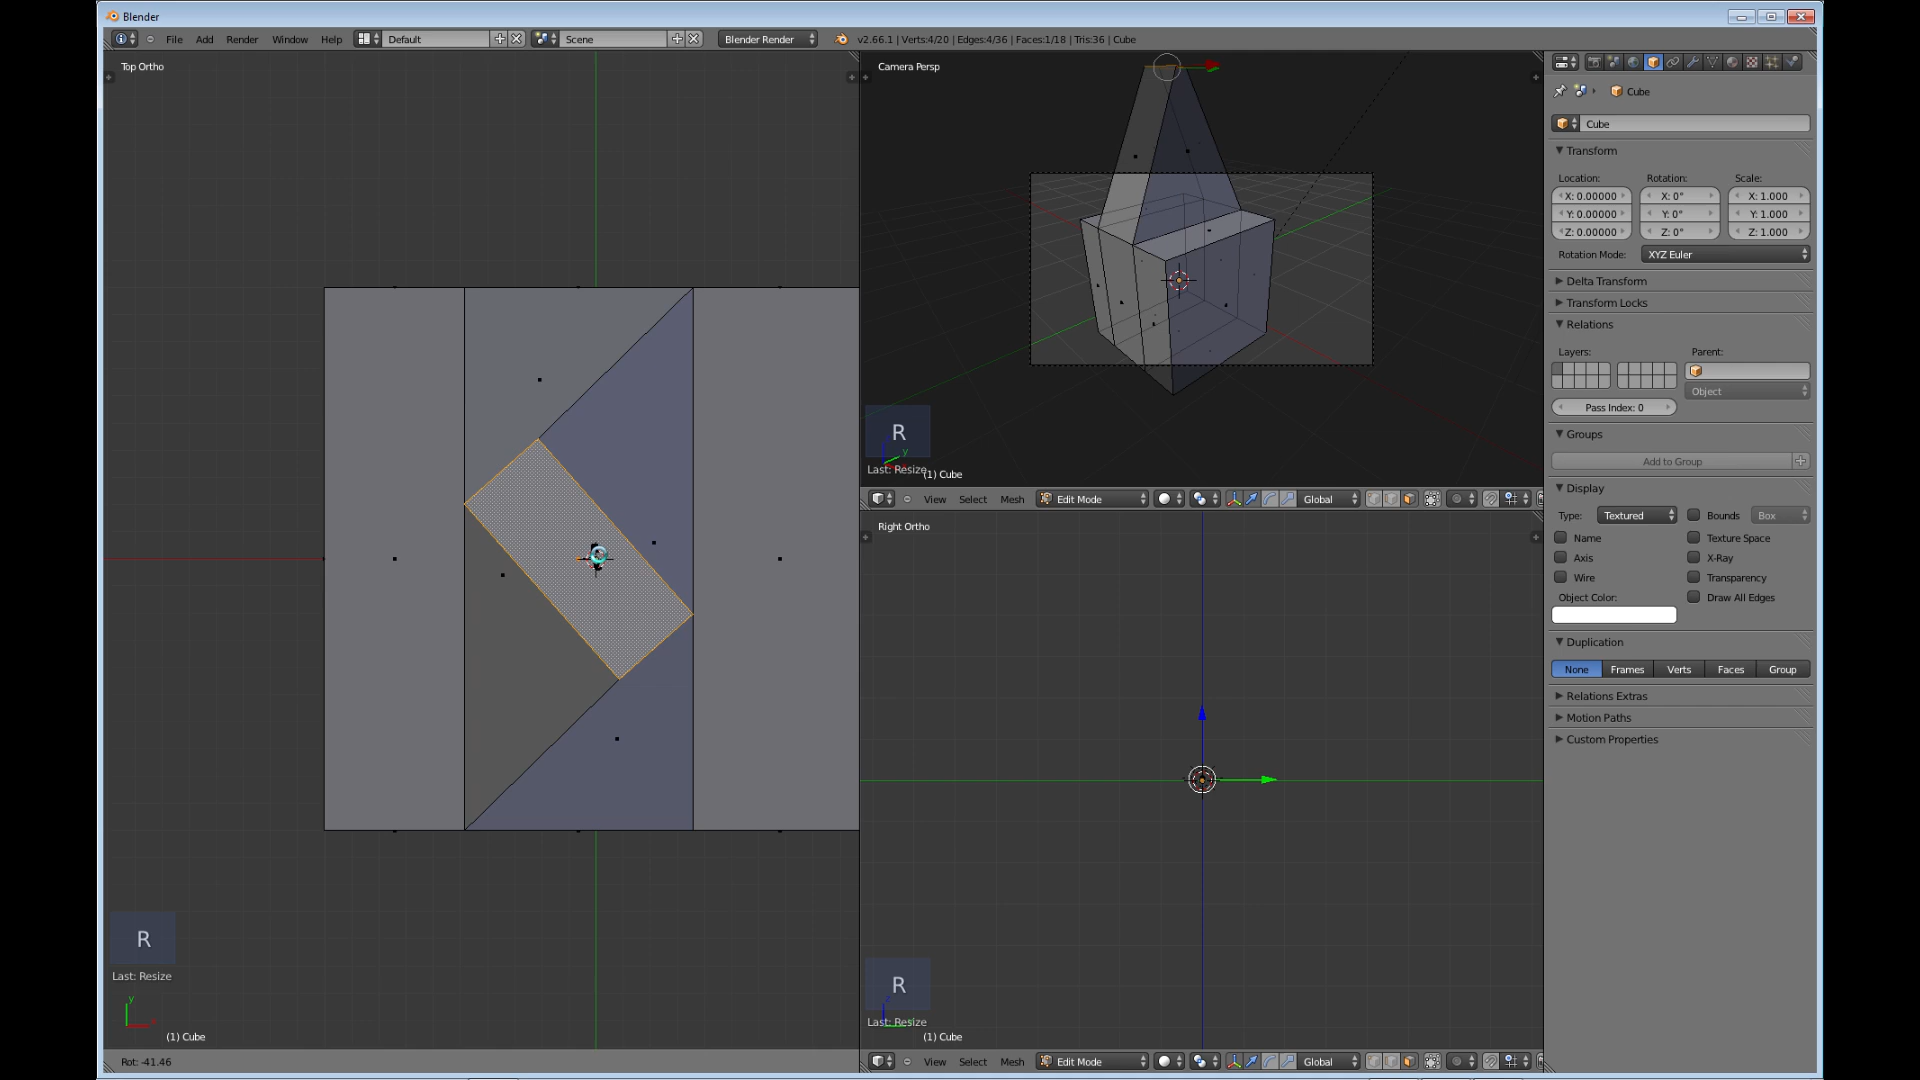 Blender
File Add Render Window Help Default Scene Blender Render v2.66.1 | Verts:4/20 | Edges:4/36 | Faces:1/18 | Tris:36 | Cube
Top Ortho
R
Last: Resize
y
(1) Cube
Rot: -41.46
Camera Persp
R
y
Last: Resize
(1) Cube
View Select Mesh Edit Mode Global
Right Ortho
R
Last: Resize
(1) Cube
View Select Mesh Edit Mode Global
Cube
Cube
Transform
Location: Rotation: Scale:
X: 0.00000 X: 0° X: 1.000
Y: 0.00000 Y: 0° Y: 1.000
Z: 0.00000 Z: 0° Z: 1.000
Rotation Mode: XYZ Euler
Delta Transform
Transform Locks
Relations
Layers: Parent:
Object
Pass Index: 0
Groups
Add to Group
Display
Type: Textured Bounds Box
Name Texture Space
Axis X-Ray
Wire Transparency
Object Color: Draw All Edges
Duplication
None Frames Verts Faces Group
Relations Extras
Motion Paths
Custom Properties